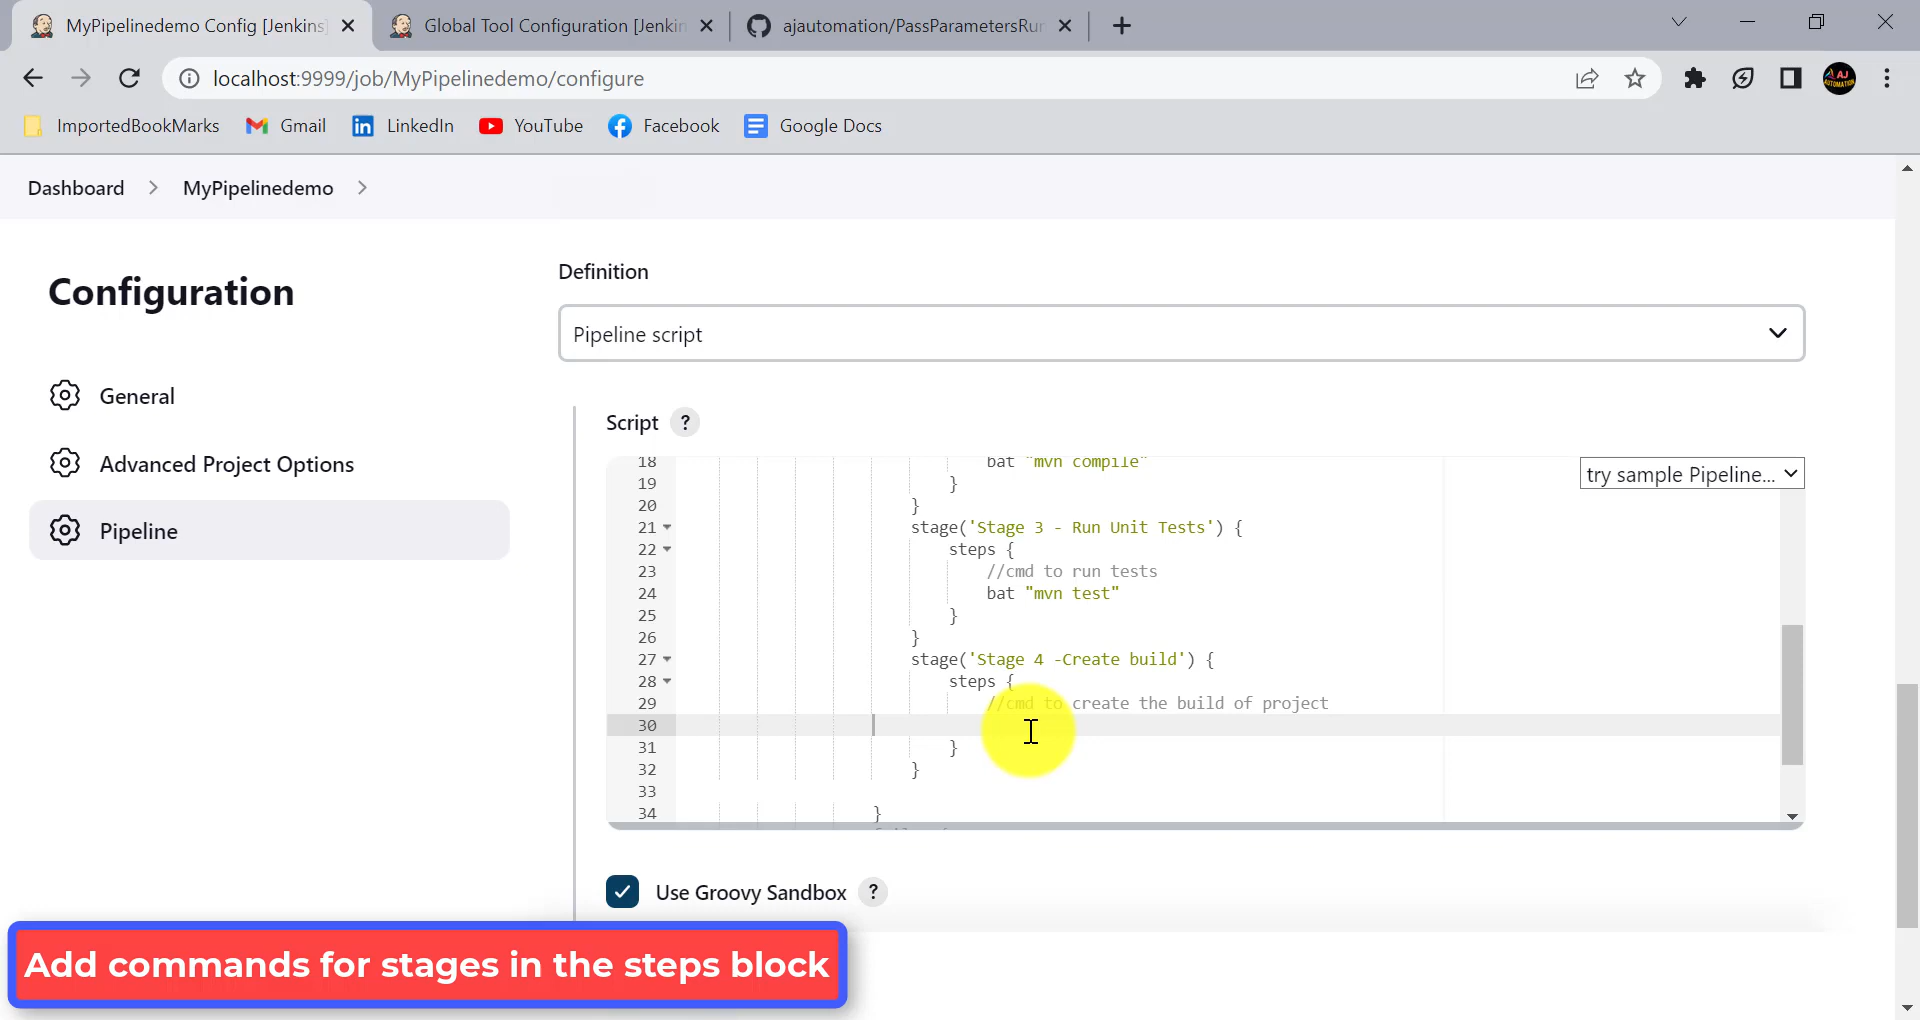 MyPipelinedemo Config [Jenkins]
Global Tool Configuration [Jenkin
ajautomation/PassParametersRun
localhost:9999/job/MyPipelinedemo/configure
ImportedBookMarks
Gmail
LinkedIn
YouTube
Facebook
Google Docs
Dashboard
MyPipelinedemo
Configuration
General
Advanced Project Options
Pipeline
Definition
Pipeline script
Script ?
try sample Pipeline...
18 bat "mvn compile"
19 }
20 }
21 stage('Stage 3 - Run Unit Tests') {
22 steps {
23 //cmd to run tests
24 bat "mvn test"
25 }
26 }
27 stage('Stage 4 -Create build') {
28 steps {
29 //cmd to create the build of project
30
31 }
32 }
33
34 }
Use Groovy Sandbox ?
Add commands for stages in the steps block